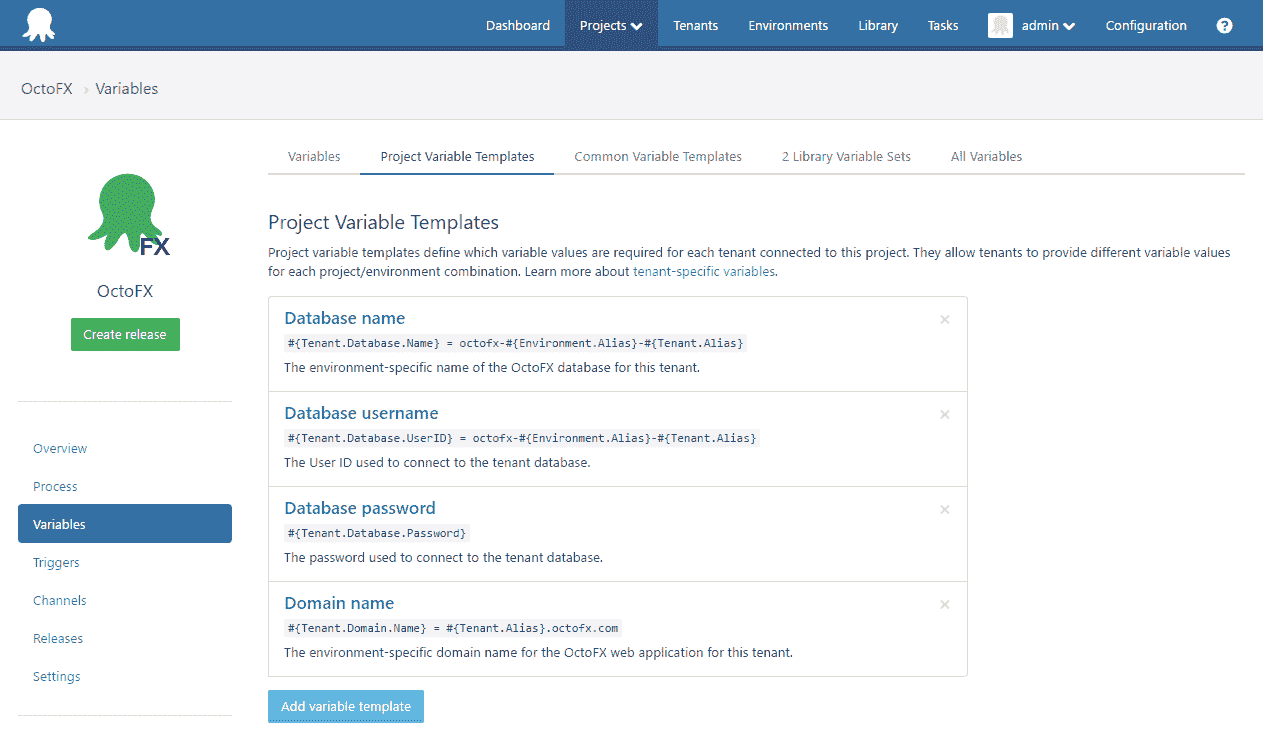 Dashboard Projects Tenants Environments Library Tasks admin Configuration ?
OctoFX › Variables
Variables Project Variable Templates Common Variable Templates 2 Library Variable Sets All Variables
FX
OctoFX
Create release
Overview
Process
Variables
Triggers
Channels
Releases
Settings
Project Variable Templates
Project variable templates define which variable values are required for each tenant connected to this project. They allow tenants to provide different variable values
for each project/environment combination. Learn more about tenant-specific variables.
Database name ×
#{Tenant.Database.Name} = octofx-#{Environment.Alias}-#{Tenant.Alias}
The environment-specific name of the OctoFX database for this tenant.
Database username ×
#{Tenant.Database.UserID} = octofx-#{Environment.Alias}-#{Tenant.Alias}
The User ID used to connect to the tenant database.
Database password ×
#{Tenant.Database.Password}
The password used to connect to the tenant database.
Domain name ×
#{Tenant.Domain.Name} = #{Tenant.Alias}.octofx.com
The environment-specific domain name for the OctoFX web application for this tenant.
Add variable template